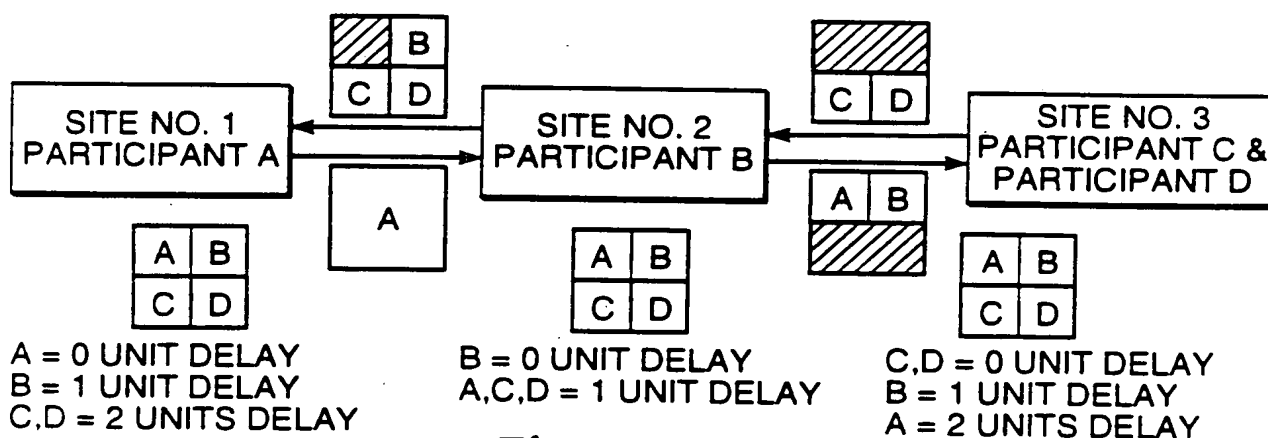 B
C D
C D
SITE NO. 1
PARTICIPANT A
SITE NO. 2
PARTICIPANT B
SITE NO. 3
PARTICIPANT C &
PARTICIPANT D
A
A B
A B
C D
A B
C D
A B
C D
A = 0 UNIT DELAY
B = 1 UNIT DELAY
C,D = 2 UNITS DELAY
B = 0 UNIT DELAY
A,C,D = 1 UNIT DELAY
C,D = 0 UNIT DELAY
B = 1 UNIT DELAY
A = 2 UNITS DELAY